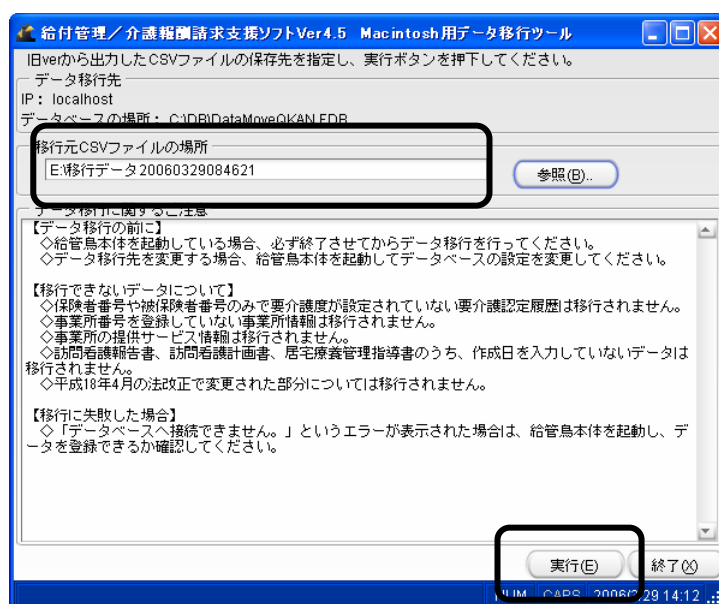 給付管理／介護報酬請求支援ソフトVer4.5 Macintosh用データ移行ツール
旧verから出力したCSVファイルの保存先を指定し、実行ボタンを押下してください。
データ移行先
IP： localhost
データベースの場所： C:\DB\DataMoveQKAN.FDB
移行元CSVファイルの場所
E:\移行データ20060329084621
参照(B)..
データ移行に関するご注意
【データ移行の前に】
◇給管鳥本体を起動している場合、必ず終了させてからデータ移行を行ってください。
◇データ移行先を変更する場合、給管鳥本体を起動してデータベースの設定を変更してください。
【移行できないデータについて】
◇保険者番号や被保険者番号のみで要介護度が設定されていない要介護認定履歴は移行されません。
◇事業所番号を登録していない事業所情報は移行されません。
◇事業所の提供サービス情報は移行されません。
◇訪問看護報告書、訪問看護計画書、居宅療養管理指導書のうち、作成日を入力していないデータは
移行されません。
◇平成18年4月の法改正で変更された部分については移行されません。
【移行に失敗した場合】
◇「データベースへ接続できません。」というエラーが表示された場合は、給管鳥本体を起動し、デ
ータを登録できるか確認してください。
実行(E)
終了(X)
NUM CAPS 2006/3/29 14:12